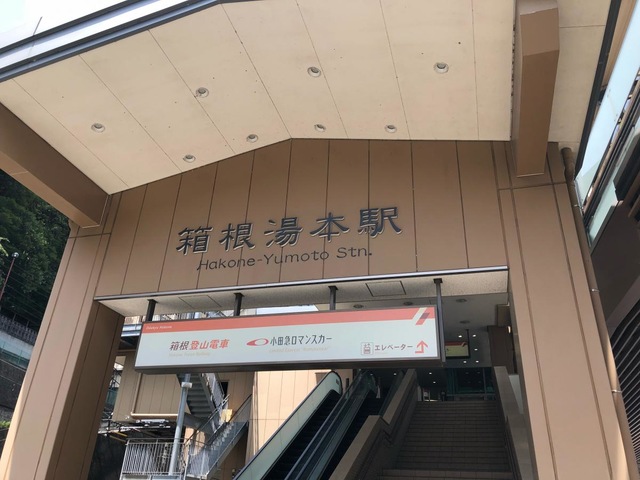 箱根湯本駅
Hakone-Yumoto Stn.
箱根登山電車 小田急ロマンスカー エレベーター